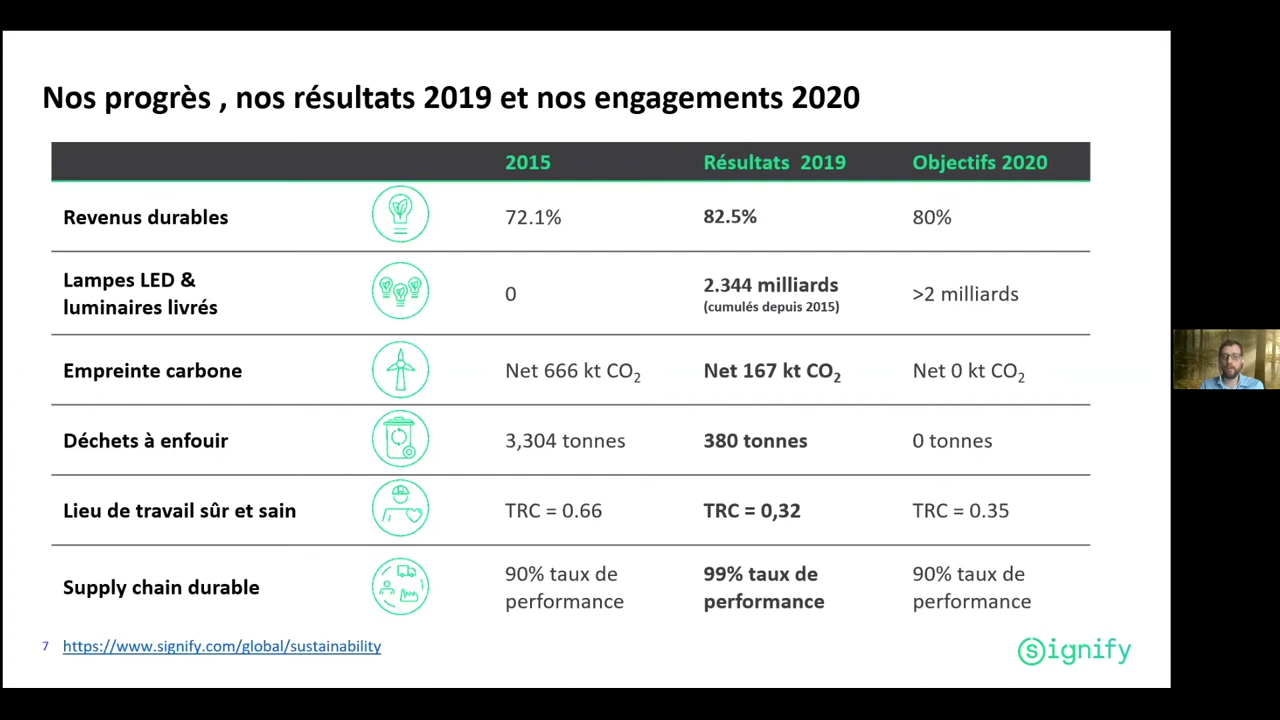 Nos progrès , nos résultats 2019 et nos engagements 2020
2015 Résultats 2019 Objectifs 2020
Revenus durables 72.1% 82.5% 80%
Lampes LED &
luminaires livrés 0 2.344 milliards >2 milliards
(cumulés depuis 2015)
Empreinte carbone Net 666 kt CO₂ Net 167 kt CO₂ Net 0 kt CO₂
Déchets à enfouir 3,304 tonnes 380 tonnes 0 tonnes
Lieu de travail sûr et sain TRC = 0.66 TRC = 0,32 TRC = 0.35
Supply chain durable 90% taux de 99% taux de 90% taux de
performance performance performance
7 https://www.signify.com/global/sustainability
signify